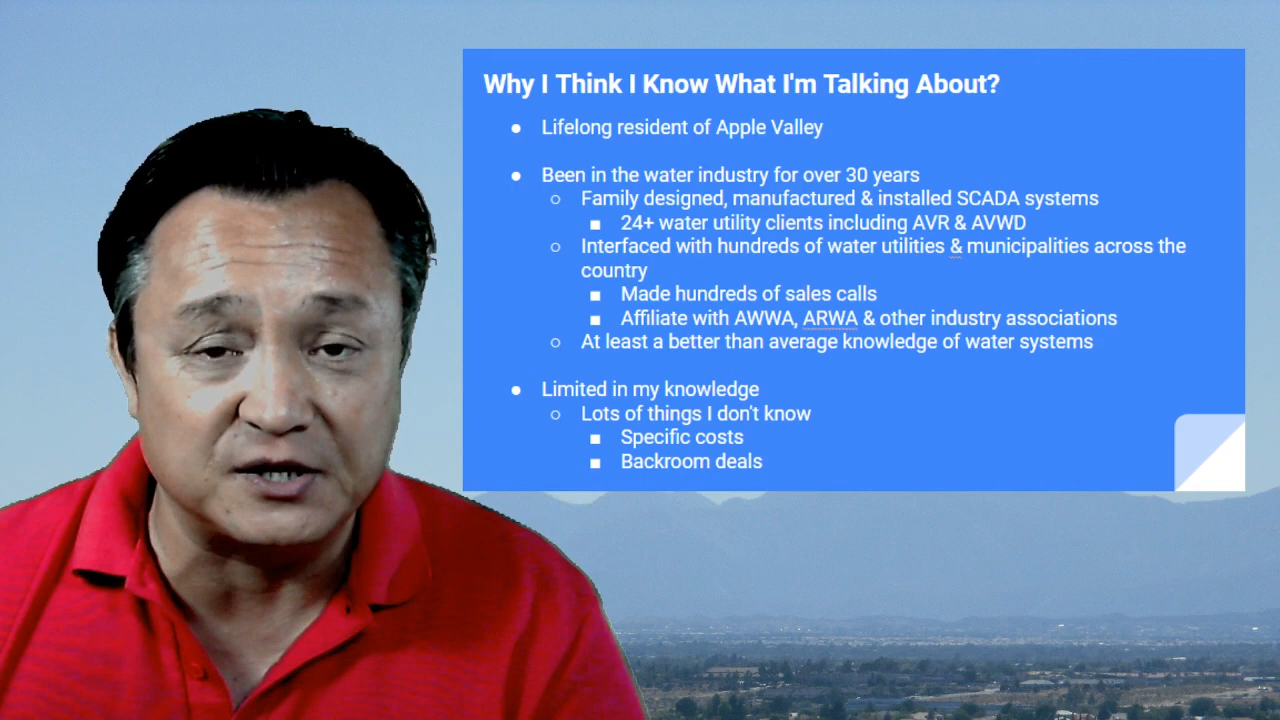 Why I Think I Know What I'm Talking About?
● Lifelong resident of Apple Valley
● Been in the water industry for over 30 years
○ Family designed, manufactured & installed SCADA systems
■ 24+ water utility clients including AVR & AVWD
○ Interfaced with hundreds of water utilities & municipalities across the
country
■ Made hundreds of sales calls
■ Affiliate with AWWA, ARWA & other industry associations
○ At least a better than average knowledge of water systems
● Limited in my knowledge
○ Lots of things I don't know
■ Specific costs
■ Backroom deals